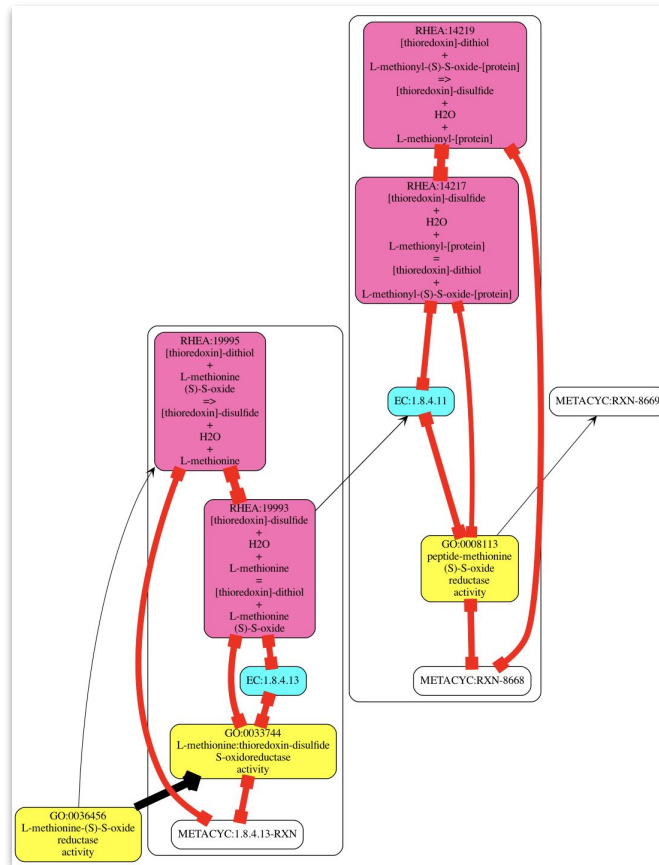 RHEA:14219
[thioredoxin]-dithiol
+
L-methionyl-(S)-S-oxide-[protein]
=>
[thioredoxin]-disulfide
+
H2O
+
L-methionyl-[protein]
RHEA:14217
[thioredoxin]-disulfide
+
H2O
+
L-methionyl-[protein]
=
[thioredoxin]-dithiol
+
L-methionyl-(S)-S-oxide-[protein]
RHEA:19995
[thioredoxin]-dithiol
+
L-methionine
(S)-S-oxide
=>
[thioredoxin]-disulfide
+
H2O
+
L-methionine
EC:1.8.4.11
METACYC:RXN-8669
RHEA:19993
[thioredoxin]-disulfide
+
H2O
+
L-methionine
=
[thioredoxin]-dithiol
+
L-methionine
(S)-S-oxide
GO:0008113
peptide-methionine
(S)-S-oxide
reductase
activity
EC:1.8.4.13
METACYC:RXN-8668
GO:0033744
L-methionine:thioredoxin-disulfide
S-oxidoreductase
activity
GO:0036456
L-methionine-(S)-S-oxide
reductase
activity
METACYC:1.8.4.13-RXN